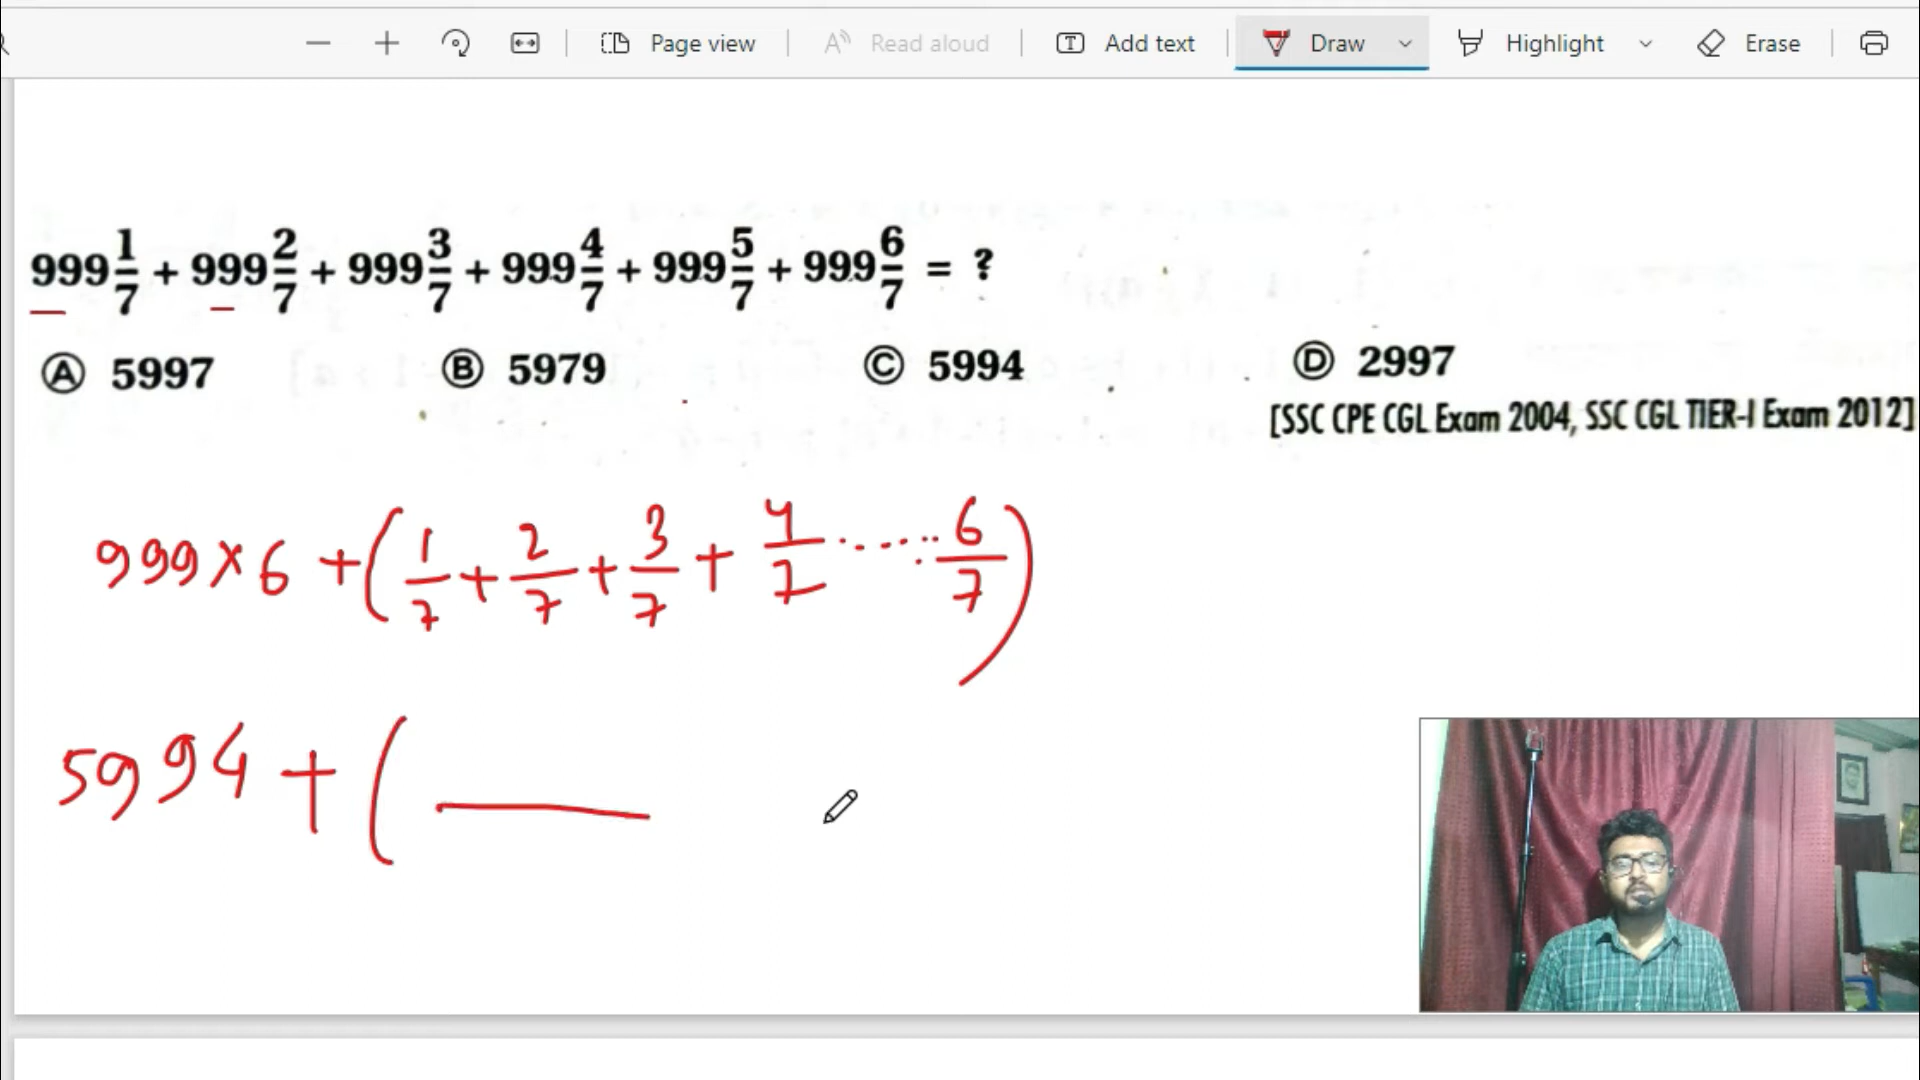 Page view Read aloud Add text Draw Highlight Erase
999 1/7 + 999 2/7 + 999 3/7 + 999 4/7 + 999 5/7 + 999 6/7 = ?
Ⓐ 5997 Ⓑ 5979 Ⓒ 5994 Ⓓ 2997
[SSC CPE CGL Exam 2004, SSC CGL TIER-I Exam 2012]
999 × 6 + ( 1/7 + 2/7 + 3/7 + 4/7 ...... 6/7 )
5994 + (